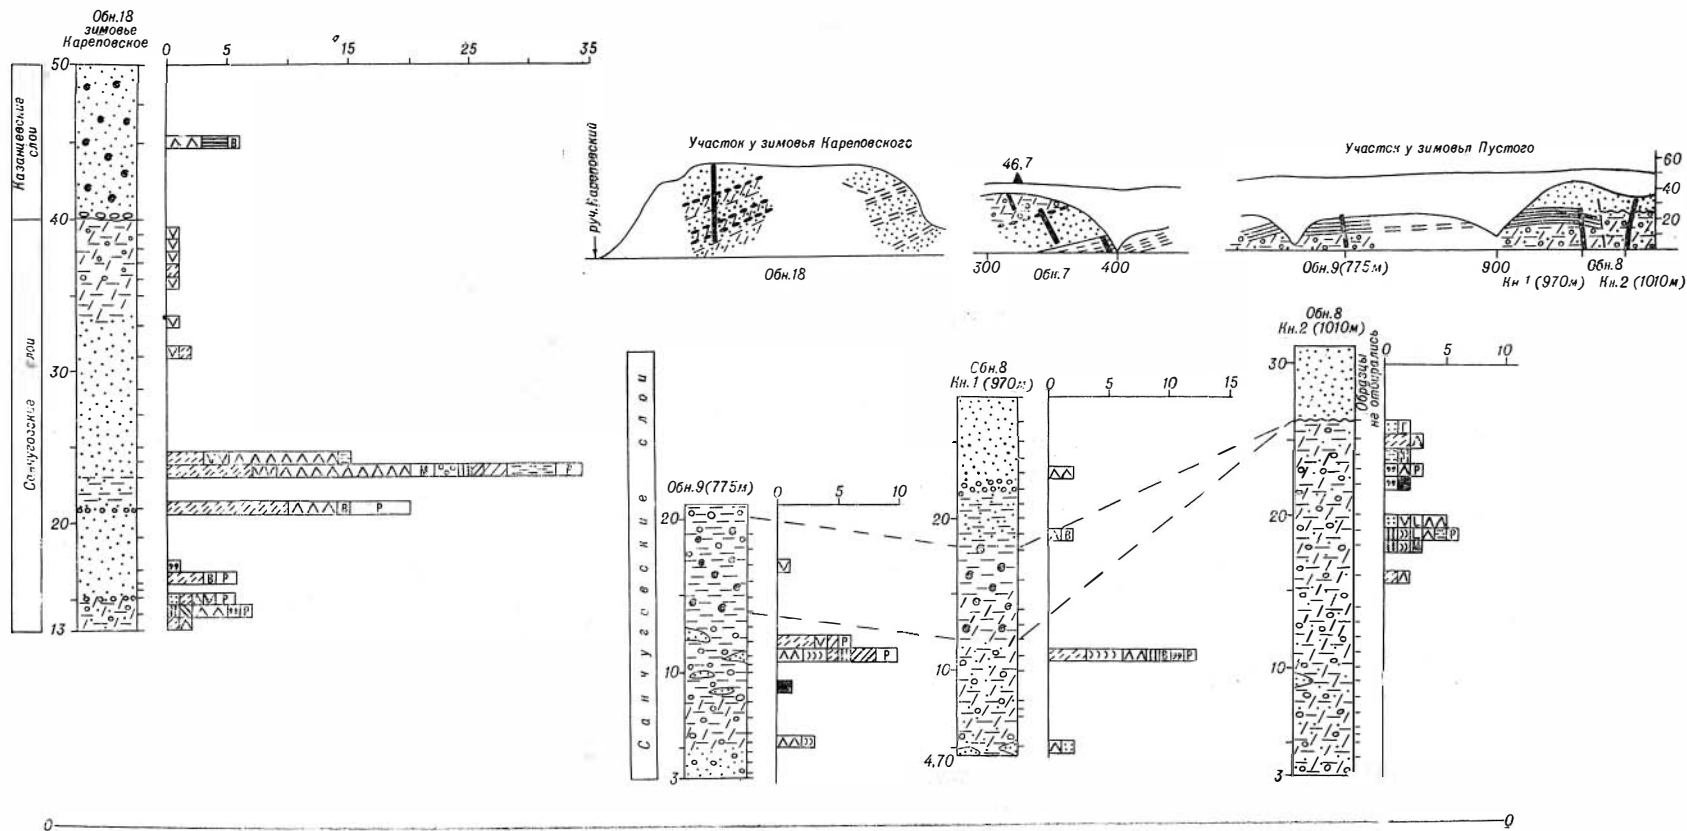 Обн.18
зимовье
Кареповское
0 5 15 25 35
50
40
30
20
13
Казанцевские
слои
слои
В
В
Р
В Р
В Р
Р
Р
руч. Кареповский
Участок у зимовья Кареповского
Обн.18
46,7
300 Обн.7 400
Участок у зимовья Пустого
60
40
20
0
Обн.9(775м) 900 Обн.8
Кн 1 (970м) Кн.2 (1010м)
Санчуговские слои
Обн.9(775м)
0 5 10
20
10
3
Р
Р
Сбн.8
Кн.1 (970м)
0 5 10 15
20
10
4,70
В
В Р
Обн.8
Кн.2 (1010м)
Образцы
не отбирались
0 5 10
30
20
10
3
Г
Р
Р
0 0